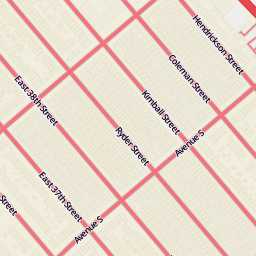 Hendrickson Street
Coleman Street
East 38th Street
Kimball Street
Ryder Street
Avenue S
East 37th Street
Street
Avenue S